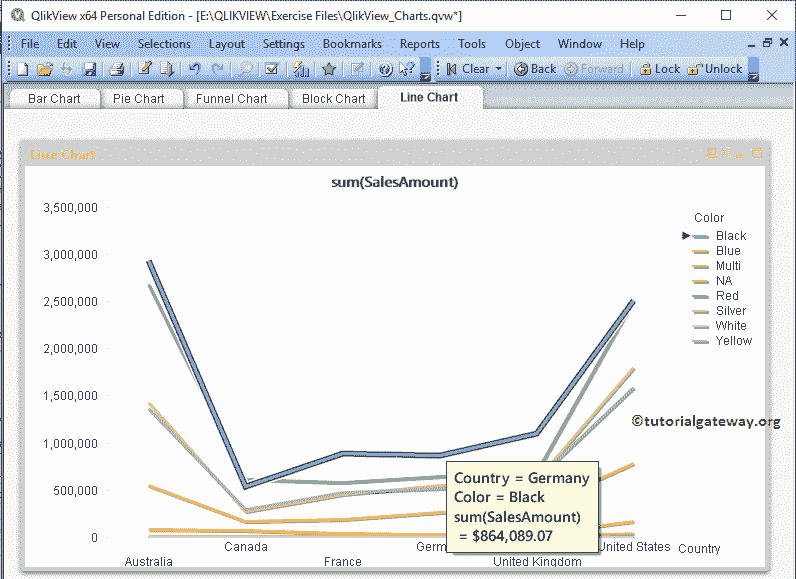 QlikView x64 Personal Edition - [E:\QLIKVIEW\Exercise Files\QlikView_Charts.qvw*]
File Edit View Selections Layout Settings Bookmarks Reports Tools Object Window Help
Clear Back Forward Lock Unlock
Bar Chart Pie Chart Funnel Chart Block Chart Line Chart
Line Chart
sum(SalesAmount)
3,500,000
3,000,000
2,500,000
2,000,000
1,500,000
1,000,000
500,000
0
Color
Black
Blue
Multi
NA
Red
Silver
White
Yellow
©tutorialgateway.org
Country = Germany
Color = Black
sum(SalesAmount)
= $864,089.07
Australia
Canada
France
Germ
United Kingdom
United States
Country